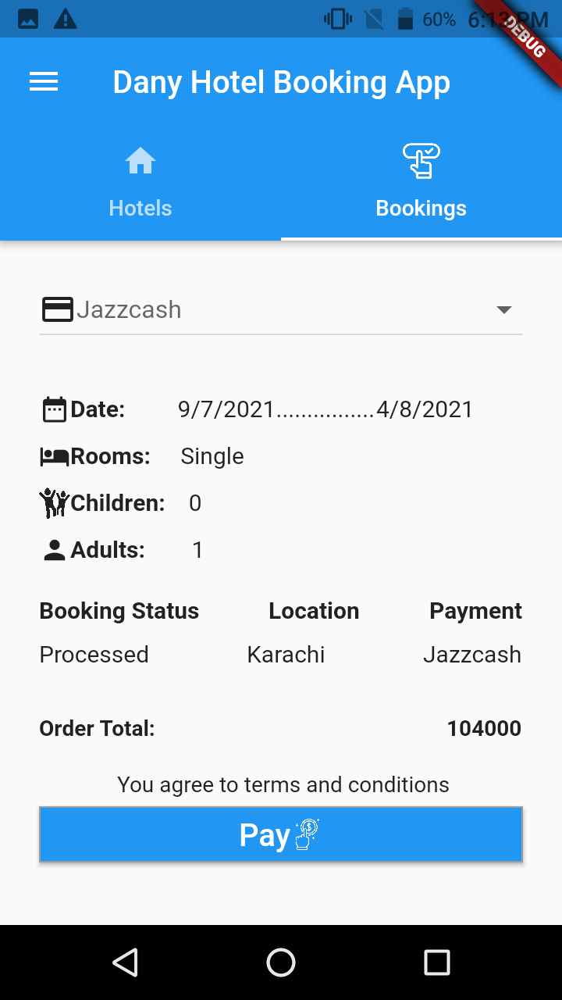 60% 6:13 PM
DEBUG
Dany Hotel Booking App
Hotels Bookings
Jazzcash
Date: 9/7/2021................4/8/2021
Rooms: Single
Children: 0
Adults: 1
Booking Status Location Payment
Processed Karachi Jazzcash
Order Total: 104000
You agree to terms and conditions
Pay